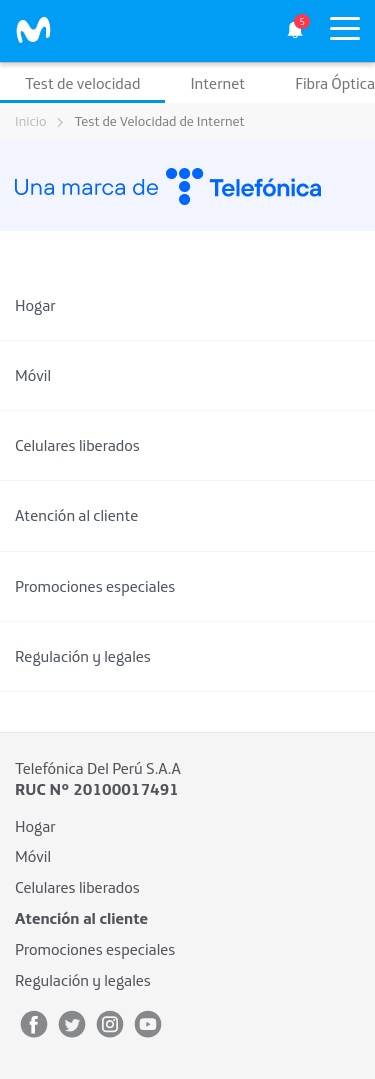 5
Test de velocidad Internet Fibra Óptica
Inicio Test de Velocidad de Internet
Una marca de Telefónica
Hogar
Móvil
Celulares liberados
Atención al cliente
Promociones especiales
Regulación y legales
Telefónica Del Perú S.A.A
RUC N° 20100017491
Hogar
Móvil
Celulares liberados
Atención al cliente
Promociones especiales
Regulación y legales